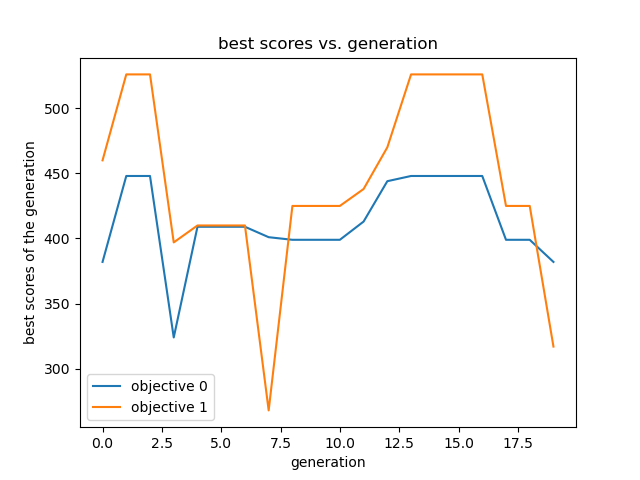 best scores vs. generation
best scores of the generation
500
450
400
350
300
objective 0
objective 1
0.0 2.5 5.0 7.5 10.0 12.5 15.0 17.5
generation